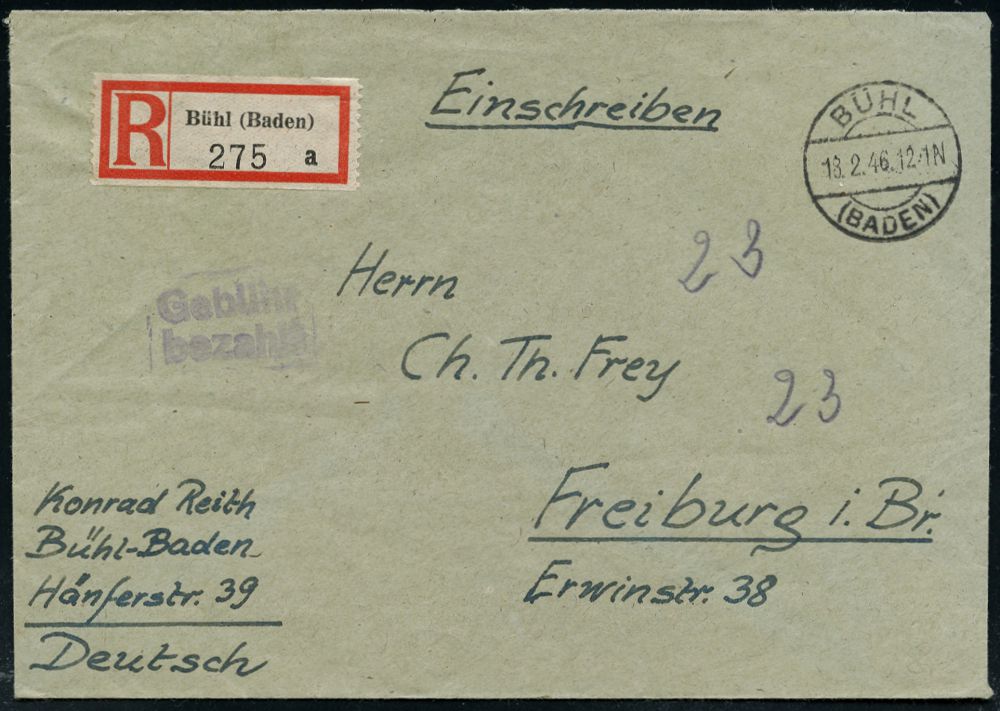 R Bühl (Baden)
275 a
Einschreiben
BÜHL
18.2.46.12-1N
(BADEN)
Gebühr
bezahlt
Herrn
23
Ch. Th. Frey
23
Freiburg i. Br.
Erwinstr. 38
Konrad Reith
Bühl-Baden
Hänferstr. 39
Deutsch